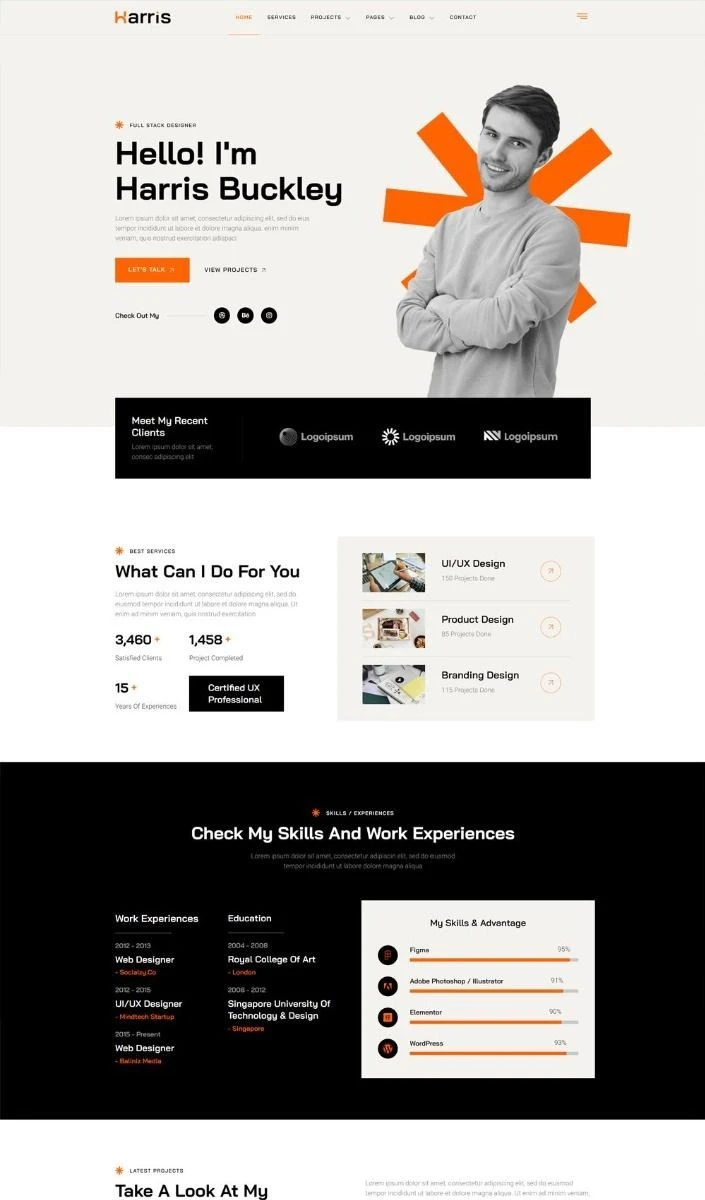 Harris
HOME SERVICES PROJECTS PAGES BLOG CONTACT
FULL STACK DESIGNER
Hello! I'm
Harris Buckley
Lorem ipsum dolor sit amet, consectetur adipiscing elit, sed do eius
tempor incididunt ut labore et dolore magna aliqua. enim minim
veniam, quis nostrud exercitation adipisci.
LET'S TALK
VIEW PROJECTS
Check Out My
Bē
Meet My Recent
Clients
Lorem ipsum dolor sit amet,
consec adipiscing elit
Logoipsum
Logoipsum
Logoipsum
BEST SERVICES
What Can I Do For You
Lorem ipsum dolor sit amet, consectetur adipiscing elit, sed do
eiusmod tempor incididunt ut labore et dolore magna aliqua. Ut
enim ad minim veniam, quis nostrud exercitation
3,460 +
Satisfied Clients
1,458 +
Project Completed
15 +
Years Of Experiences
Certified UX
Professional
UI/UX Design
150 Projects Done
Product Design
85 Projects Done
Branding Design
115 Projects Done
SKILLS / EXPERIENCES
Check My Skills And Work Experiences
Lorem ipsum dolor sit amet, consectetur adipiscin elit, sed do eiusmod
tempor incididunt ut labore et dolore magna aliqua.
Work Experiences
2012 - 2013
Web Designer
- Socialzy.Co
2012 - 2015
UI/UX Designer
- Mindtech Startup
2015 - Present
Web Designer
- Baliniz Media
Education
2004 - 2008
Royal College Of Art
- London
2008 - 2012
Singapore University Of
Technology & Design
- Singapore
My Skills & Advantage
Figma 95%
Adobe Photoshop / Illustrator 91%
Elementor 90%
WordPress 93%
LATEST PROJECTS
Take A Look At My
Lorem ipsum dolor sit amet, consectetur adipiscing elit, sed do eiusmod
tempor incididunt ut labore et dolore magna aliqua. Ut enim ad minim veniam,